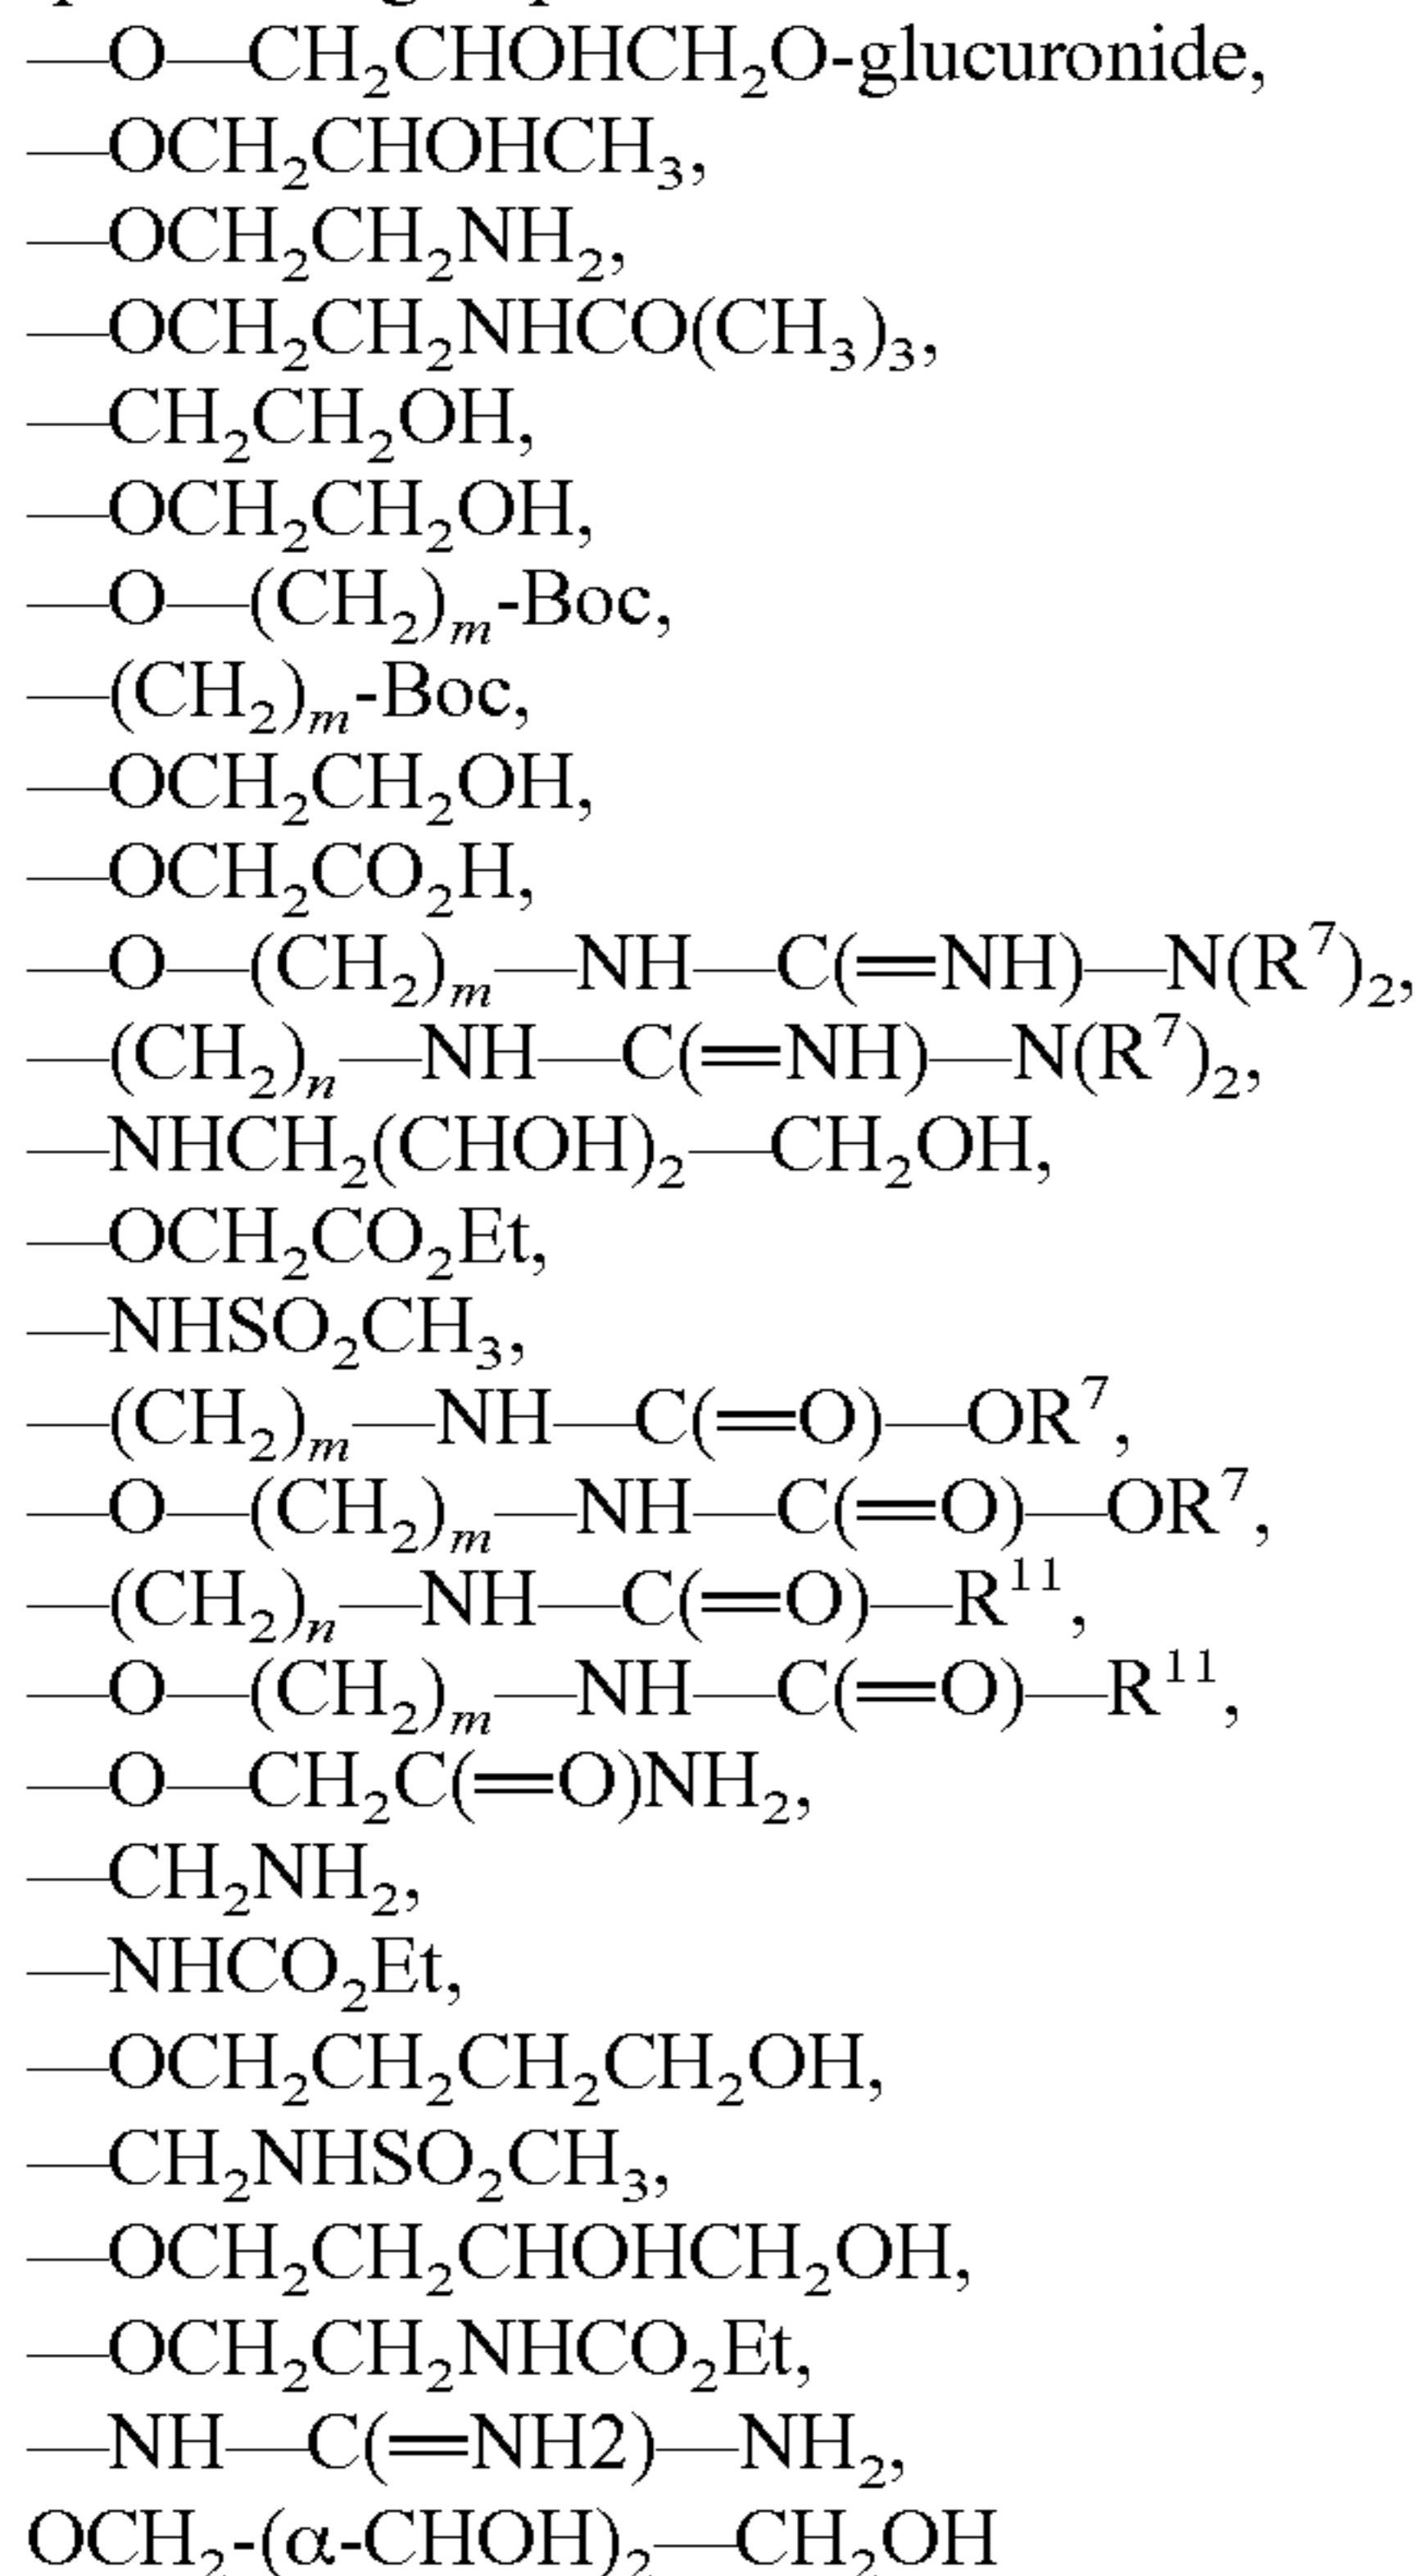 —O—CH₂CHOHCH₂O-glucuronide,
—OCH₂CHOHCH₃,
—OCH₂CH₂NH₂,
—OCH₂CH₂NHCO(CH₃)₃,
—CH₂CH₂OH,
—OCH₂CH₂OH,
—O—(CH₂)ₘ-Boc,
—(CH₂)ₘ-Boc,
—OCH₂CH₂OH,
—OCH₂CO₂H,
—O—(CH₂)ₘ—NH—C(═NH)—N(R⁷)₂,
—(CH₂)ₙ—NH—C(═NH)—N(R⁷)₂,
—NHCH₂(CHOH)₂—CH₂OH,
—OCH₂CO₂Et,
—NHSO₂CH₃,
—(CH₂)ₘ—NH—C(═O)—OR⁷,
—O—(CH₂)ₘ—NH—C(═O)—OR⁷,
—(CH₂)ₙ—NH—C(═O)—R¹¹,
—O—(CH₂)ₘ—NH—C(═O)—R¹¹,
—O—CH₂C(═O)NH₂,
—CH₂NH₂,
—NHCO₂Et,
—OCH₂CH₂CH₂CH₂OH,
—CH₂NHSO₂CH₃,
—OCH₂CH₂CHOHCH₂OH,
—OCH₂CH₂NHCO₂Et,
—NH—C(═NH2)—NH₂,
OCH₂-(α-CHOH)₂—CH₂OH